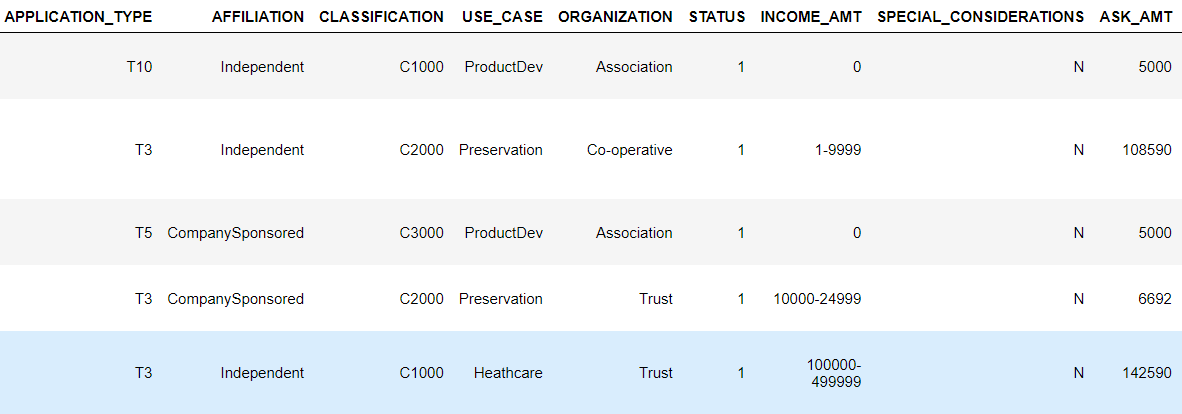 APPLICATION_TYPE AFFILIATION CLASSIFICATION USE_CASE ORGANIZATION STATUS INCOME_AMT SPECIAL_CONSIDERATIONS ASK_AMT
T10 Independent C1000 ProductDev Association 1 0 N 5000
T3 Independent C2000 Preservation Co-operative 1 1-9999 N 108590
T5 CompanySponsored C3000 ProductDev Association 1 0 N 5000
T3 CompanySponsored C2000 Preservation Trust 1 10000-24999 N 6692
T3 Independent C1000 Heathcare Trust 1 100000-
499999 N 142590